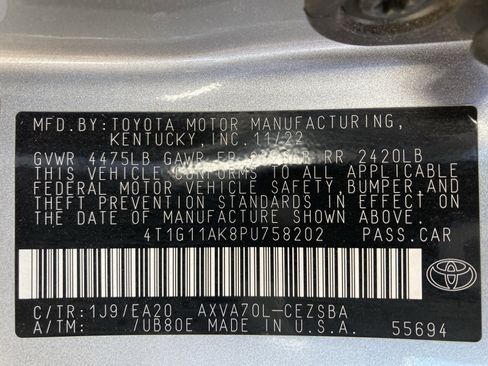 MFD.BY:TOYOTA MOTOR MANUFACTURING,
KENTUCKY, INC. 11/22
GVWR 4475LB GAWR FR RR 2420LB
THIS VEHICLE CONFORMS TO ALL APPLICABLE
FEDERAL MOTOR VEHICLE SAFETY, BUMPER, AND
THEFT PREVENTION STANDARDS IN EFFECT ON
THE DATE OF MANUFACTURE SHOWN ABOVE.
4T1G11AK8PU758202 PASS.CAR
C/TR:1J9/EA20 AXVA70L-CEZSBA
A/TM: /UB80E MADE IN U.S.A. 55694